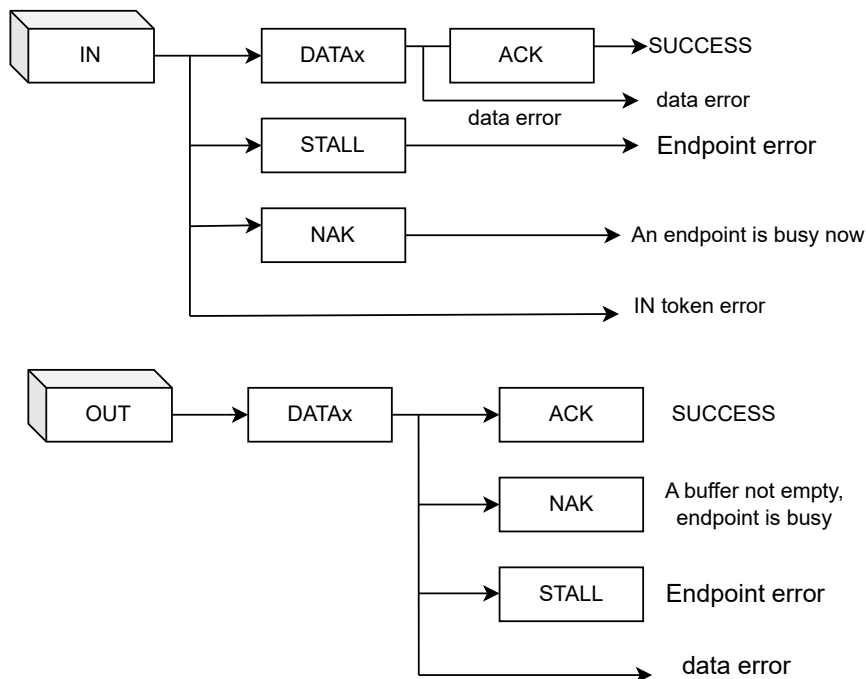 IN
DATAx
ACK
SUCCESS
data error
data error
STALL
Endpoint error
NAK
An endpoint is busy now
IN token error
OUT
DATAx
ACK
SUCCESS
NAK
A buffer not empty,
endpoint is busy
STALL
Endpoint error
data error